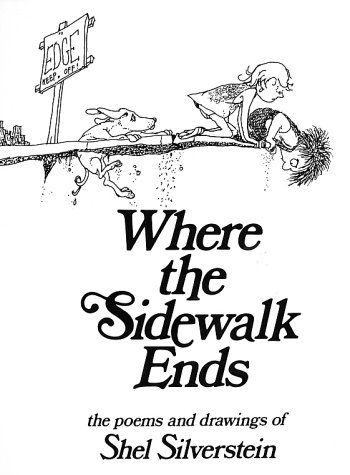 EDGE
KEEP OFF!
Where
the
Sidewalk
Ends
the poems and drawings of
Shel Silverstein